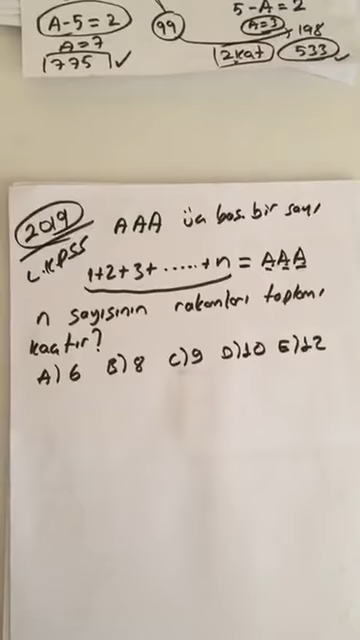 A-5=2
A=7
775
99
5-A=2
A=3
198
2kat
533
2019
L.KPSS
AAA üç bas. bir sayı
1+2+3+......+n = AAA
n sayısının rakamları toplamı
kaçtır?
A) 6 B) 8 C) 9 D) 10 E) 12